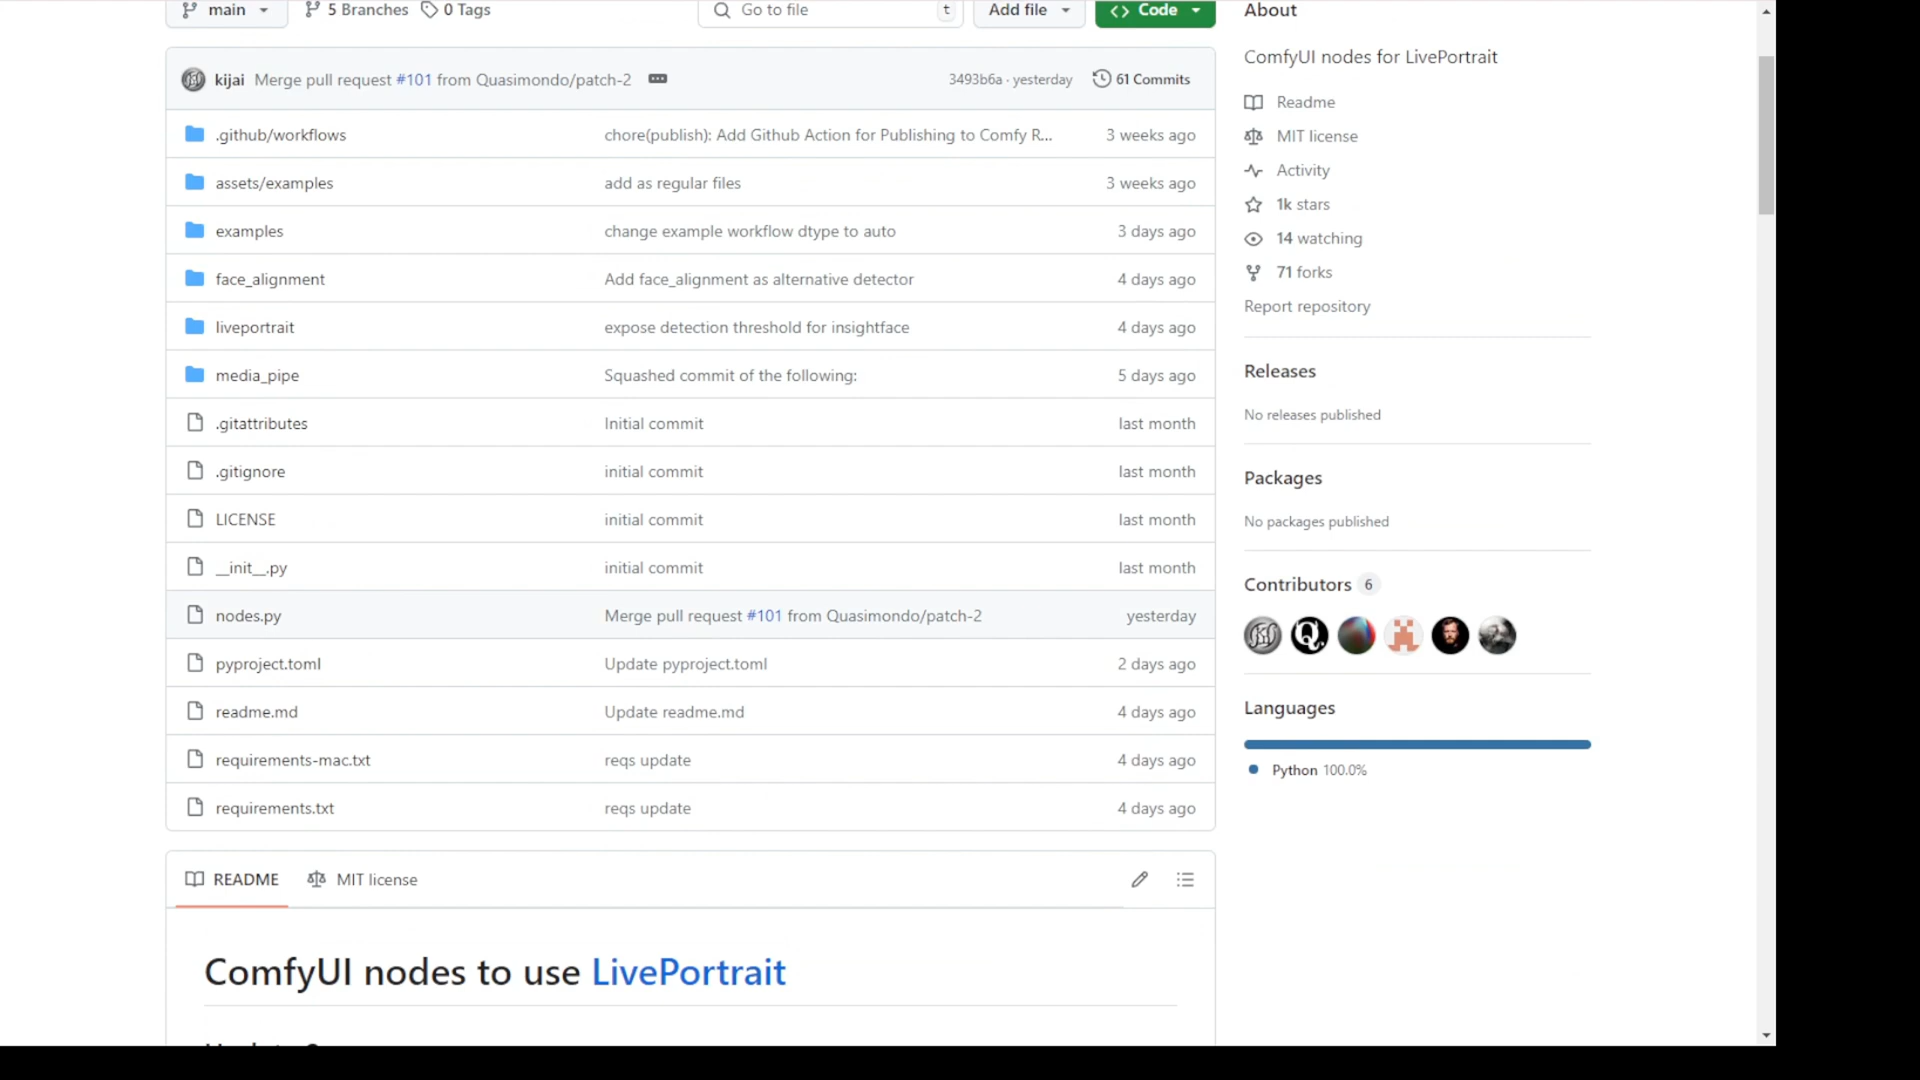 main
5 Branches
0 Tags
Go to file
t
Add file
Code
kijai Merge pull request #101 from Quasimondo/patch-2
3493b6a · yesterday
61 Commits
.github/workflows chore(publish): Add Github Action for Publishing to Comfy R... 3 weeks ago
assets/examples add as regular files 3 weeks ago
examples change example workflow dtype to auto 3 days ago
face_alignment Add face_alignment as alternative detector 4 days ago
liveportrait expose detection threshold for insightface 4 days ago
media_pipe Squashed commit of the following: 5 days ago
.gitattributes Initial commit last month
.gitignore initial commit last month
LICENSE initial commit last month
__init__.py initial commit last month
nodes.py Merge pull request #101 from Quasimondo/patch-2 yesterday
pyproject.toml Update pyproject.toml 2 days ago
readme.md Update readme.md 4 days ago
requirements-mac.txt reqs update 4 days ago
requirements.txt reqs update 4 days ago
README
MIT license
ComfyUI nodes to use LivePortrait
About
ComfyUI nodes for LivePortrait
Readme
MIT license
Activity
1k stars
14 watching
71 forks
Report repository
Releases
No releases published
Packages
No packages published
Contributors 6
Languages
Python 100.0%